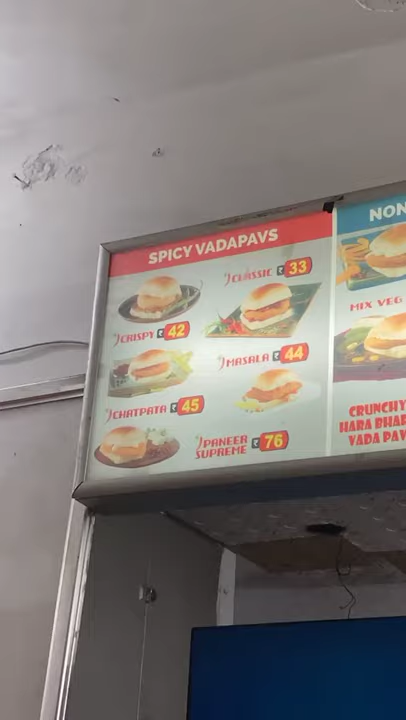 SPICY VADAPAVS
CLASSIC ₹ 33
CRISPY ₹ 42
MASALA ₹ 44
CHATPATA ₹ 45
PANEER
SUPREME ₹ 76
NON
MIX VEG
CRUNCHY
HARA BHAR
VADA PAV